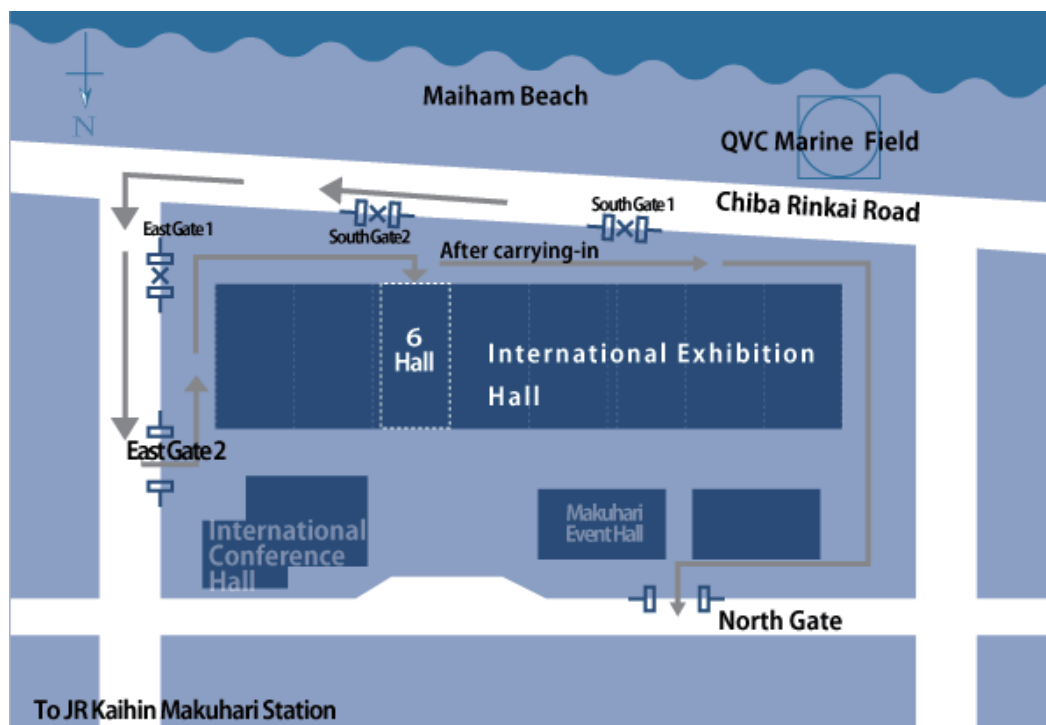 Maiham Beach
N
QVC Marine Field
Chiba Rinkai Road
East Gate 1
South Gate2
South Gate 1
After carrying-in
6
Hall
International Exhibition
Hall
East Gate 2
International
Conference
Hall
Makuhari
Event Hall
North Gate
To JR Kaihin Makuhari Station